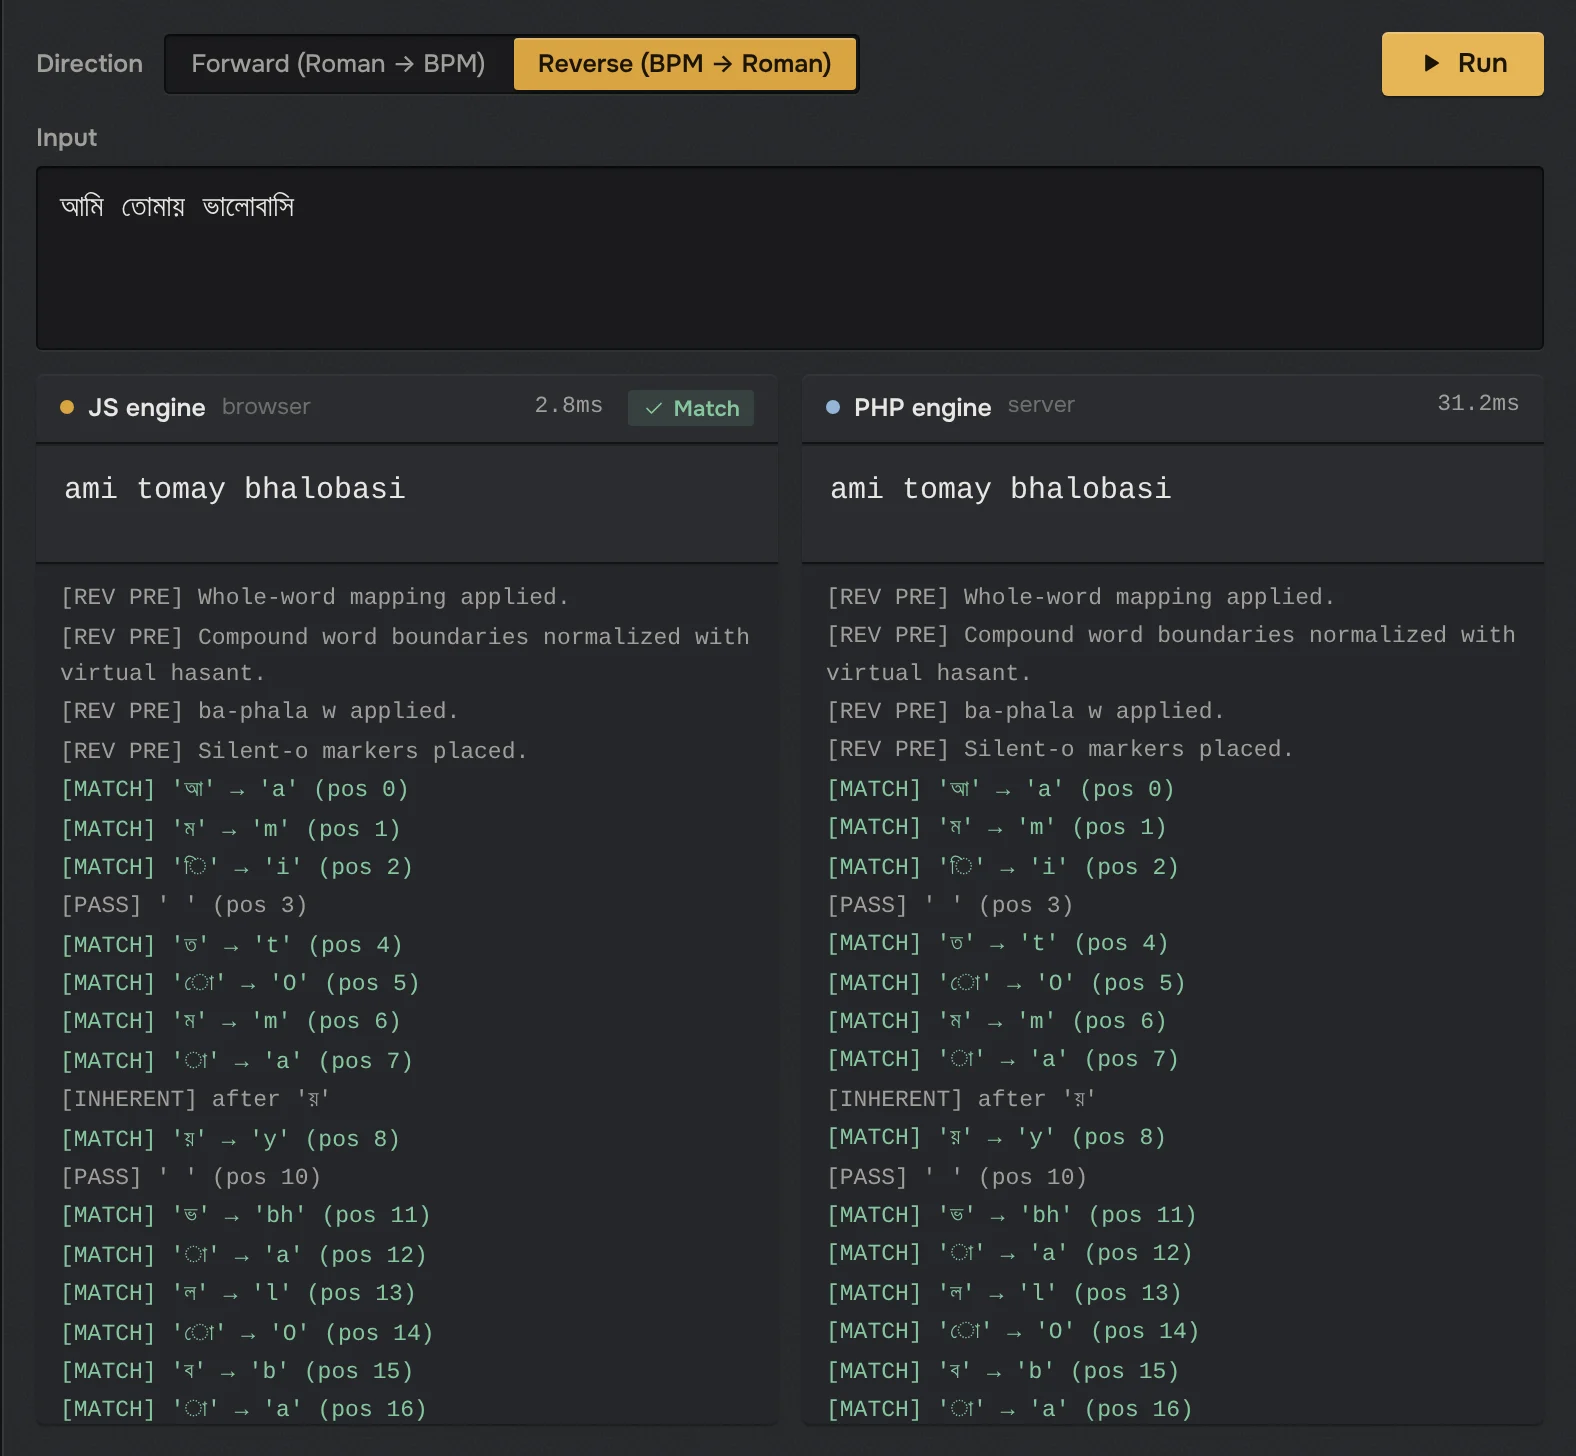 Direction Forward (Roman → BPM) Reverse (BPM → Roman) Run
Input
আমি তোমায় ভালোবাসি
JS engine browser 2.8ms ✓ Match
ami tomay bhalobasi
[REV PRE] Whole-word mapping applied.
[REV PRE] Compound word boundaries normalized with
virtual hasant.
[REV PRE] ba-phala w applied.
[REV PRE] Silent-o markers placed.
[MATCH] 'আ' → 'a' (pos 0)
[MATCH] 'ম' → 'm' (pos 1)
[MATCH] 'ি' → 'i' (pos 2)
[PASS] ' ' (pos 3)
[MATCH] 'ত' → 't' (pos 4)
[MATCH] 'ো' → 'O' (pos 5)
[MATCH] 'ম' → 'm' (pos 6)
[MATCH] 'া' → 'a' (pos 7)
[INHERENT] after 'য়'
[MATCH] 'য়' → 'y' (pos 8)
[PASS] ' ' (pos 10)
[MATCH] 'ভ' → 'bh' (pos 11)
[MATCH] 'া' → 'a' (pos 12)
[MATCH] 'ল' → 'l' (pos 13)
[MATCH] 'ো' → 'O' (pos 14)
[MATCH] 'ব' → 'b' (pos 15)
[MATCH] 'া' → 'a' (pos 16)
PHP engine server 31.2ms
ami tomay bhalobasi
[REV PRE] Whole-word mapping applied.
[REV PRE] Compound word boundaries normalized with
virtual hasant.
[REV PRE] ba-phala w applied.
[REV PRE] Silent-o markers placed.
[MATCH] 'আ' → 'a' (pos 0)
[MATCH] 'ম' → 'm' (pos 1)
[MATCH] 'ি' → 'i' (pos 2)
[PASS] ' ' (pos 3)
[MATCH] 'ত' → 't' (pos 4)
[MATCH] 'ো' → 'O' (pos 5)
[MATCH] 'ম' → 'm' (pos 6)
[MATCH] 'া' → 'a' (pos 7)
[INHERENT] after 'য়'
[MATCH] 'য়' → 'y' (pos 8)
[PASS] ' ' (pos 10)
[MATCH] 'ভ' → 'bh' (pos 11)
[MATCH] 'া' → 'a' (pos 12)
[MATCH] 'ল' → 'l' (pos 13)
[MATCH] 'ো' → 'O' (pos 14)
[MATCH] 'ব' → 'b' (pos 15)
[MATCH] 'া' → 'a' (pos 16)